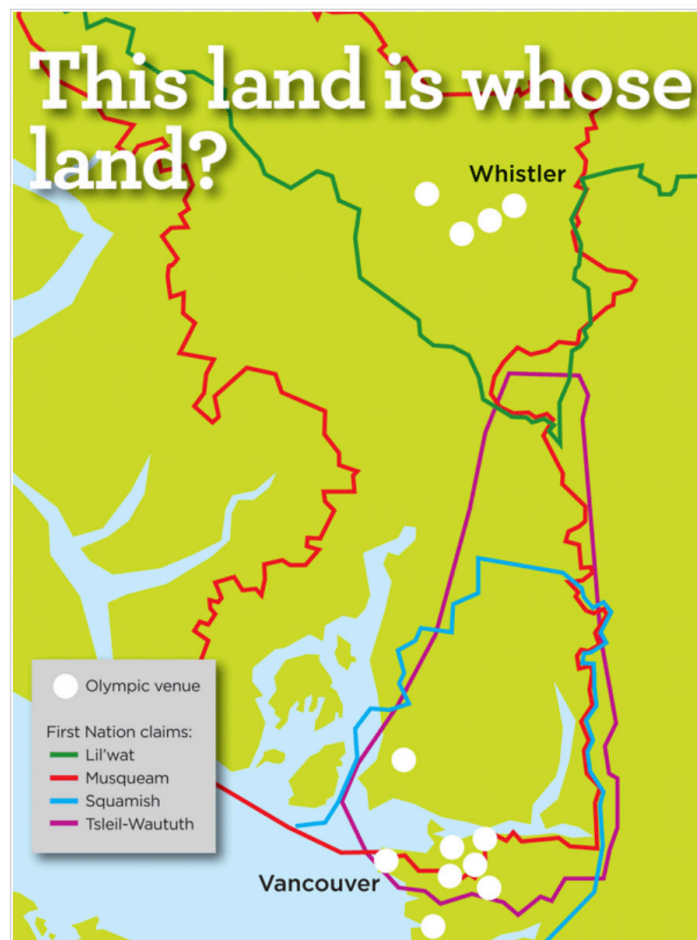 This land is whose
land?
Whistler
Olympic venue
First Nation claims:
Lil'wat
Musqueam
Squamish
Tsleil-Waututh
Vancouver